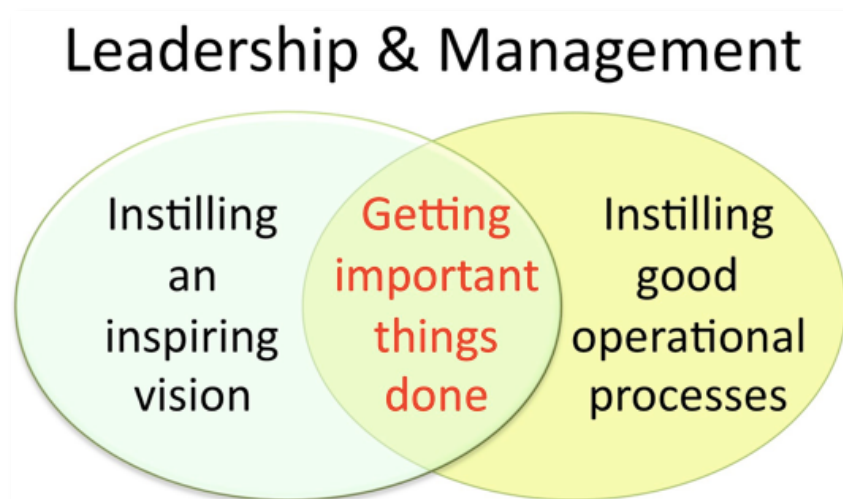 Leadership & Management
Instilling
an
inspiring
vision
Getting
important
things
done
Instilling
good
operational
processes